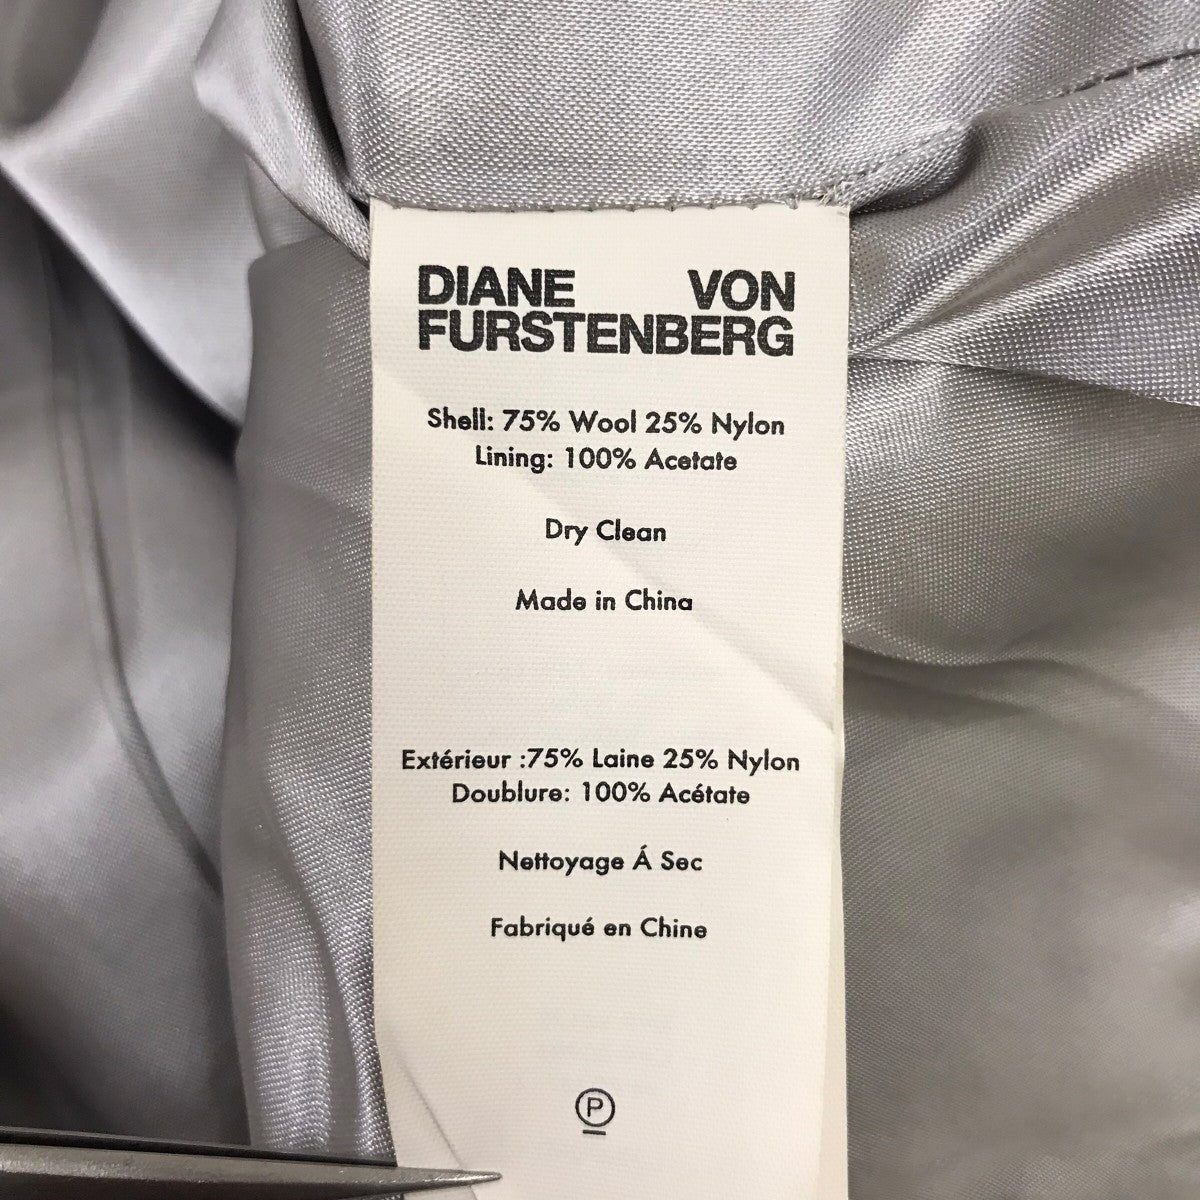 DIANE VON
FURSTENBERG
Shell: 75% Wool 25% Nylon
Lining: 100% Acetate
Dry Clean
Made in China
Extérieur :75% Laine 25% Nylon
Doublure: 100% Acétate
Nettoyage Á Sec
Fabriqué en Chine
P